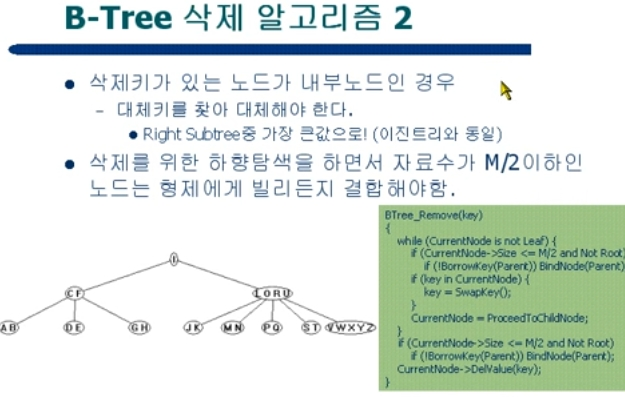 B-Tree 삭제 알고리즘 2
● 삭제키가 있는 노드가 내부노드인 경우
– 대체키를 찾아 대체해야 한다.
● Right Subtree중 가장 큰값으로! (이진트리와 동일)
● 삭제를 위한 하향탐색을 하면서 자료수가 M/2이하인
노드는 형제에게 빌리든지 결합해야함.
BTree_Remove(key)
{
while (CurrentNode is not Leaf) {
if (CurrentNode->Size <= M/2 and Not Root)
if (!BorrowKey(Parent)) BindNode(Parent)
if (key in CurrentNode) {
key = SwapKey();
}
CurrentNode = ProceedToChildNode;
}
if (CurrentNode->Size <= M/2 and Not Root)
if (!BorrowKey(Parent)) BindNode(Parent);
CurrentNode->DelValue(key);
}
I
CF LORU
AB DE GH JK MN PQ ST VWXYZ